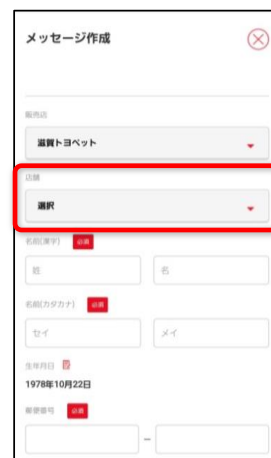 メッセージ作成
販売店
滋賀トヨペット
店舗
選択
名前(漢字) 必須
姓 名
名前(カタカナ) 必須
セイ メイ
生年月日
1978年10月22日
郵便番号 必須
-